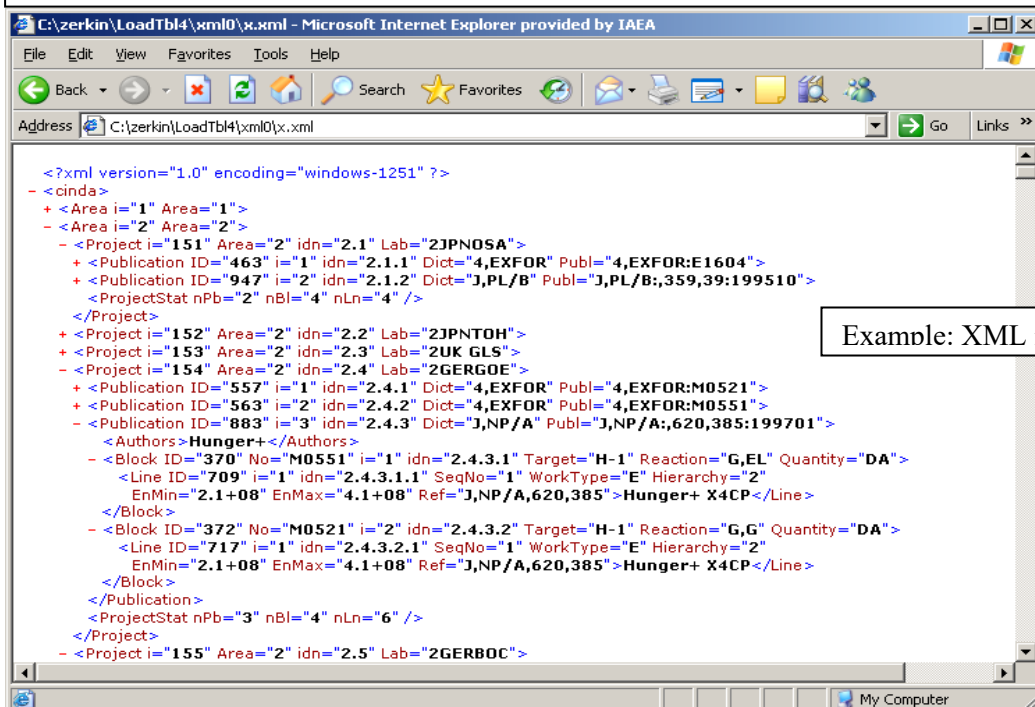 C:\zerkin\LoadTbl4\xml0\x.xml - Microsoft Internet Explorer provided by IAEA
File Edit View Favorites Tools Help
Back Search Favorites
Address C:\zerkin\LoadTbl4\xml0\x.xml Go Links »
<?xml version="1.0" encoding="windows-1251" ?>
- <cinda>
+ <Area i="1" Area="1">
- <Area i="2" Area="2">
- <Project i="151" Area="2" idn="2.1" Lab="2JPNOSA">
+ <Publication ID="463" i="1" idn="2.1.1" Dict="4,EXFOR" Publ="4,EXFOR:E1604">
+ <Publication ID="947" i="2" idn="2.1.2" Dict="J,PL/B" Publ="J,PL/B:,359,39:199510">
<ProjectStat nPb="2" nBl="4" nLn="4" />
</Project>
+ <Project i="152" Area="2" idn="2.2" Lab="2JPNTOH">
+ <Project i="153" Area="2" idn="2.3" Lab="2UK GLS">
- <Project i="154" Area="2" idn="2.4" Lab="2GERGOE">
+ <Publication ID="557" i="1" idn="2.4.1" Dict="4,EXFOR" Publ="4,EXFOR:M0521">
+ <Publication ID="563" i="2" idn="2.4.2" Dict="4,EXFOR" Publ="4,EXFOR:M0551">
- <Publication ID="883" i="3" idn="2.4.3" Dict="J,NP/A" Publ="J,NP/A:,620,385:199701">
<Authors>Hunger+</Authors>
- <Block ID="370" No="M0551" i="1" idn="2.4.3.1" Target="H-1" Reaction="G,EL" Quantity="DA">
<Line ID="709" i="1" idn="2.4.3.1.1" SeqNo="1" WorkType="E" Hierarchy="2"
EnMin="2.1+08" EnMax="4.1+08" Ref="J,NP/A,620,385">Hunger+ X4CP</Line>
</Block>
- <Block ID="372" No="M0521" i="2" idn="2.4.3.2" Target="H-1" Reaction="G,G" Quantity="DA">
<Line ID="717" i="1" idn="2.4.3.2.1" SeqNo="1" WorkType="E" Hierarchy="2"
EnMin="2.1+08" EnMax="4.1+08" Ref="J,NP/A,620,385">Hunger+ X4CP</Line>
</Block>
</Publication>
<ProjectStat nPb="3" nBl="4" nLn="6" />
</Project>
- <Project i="155" Area="2" idn="2.5" Lab="2GERBOC">
Example: XML
My Computer